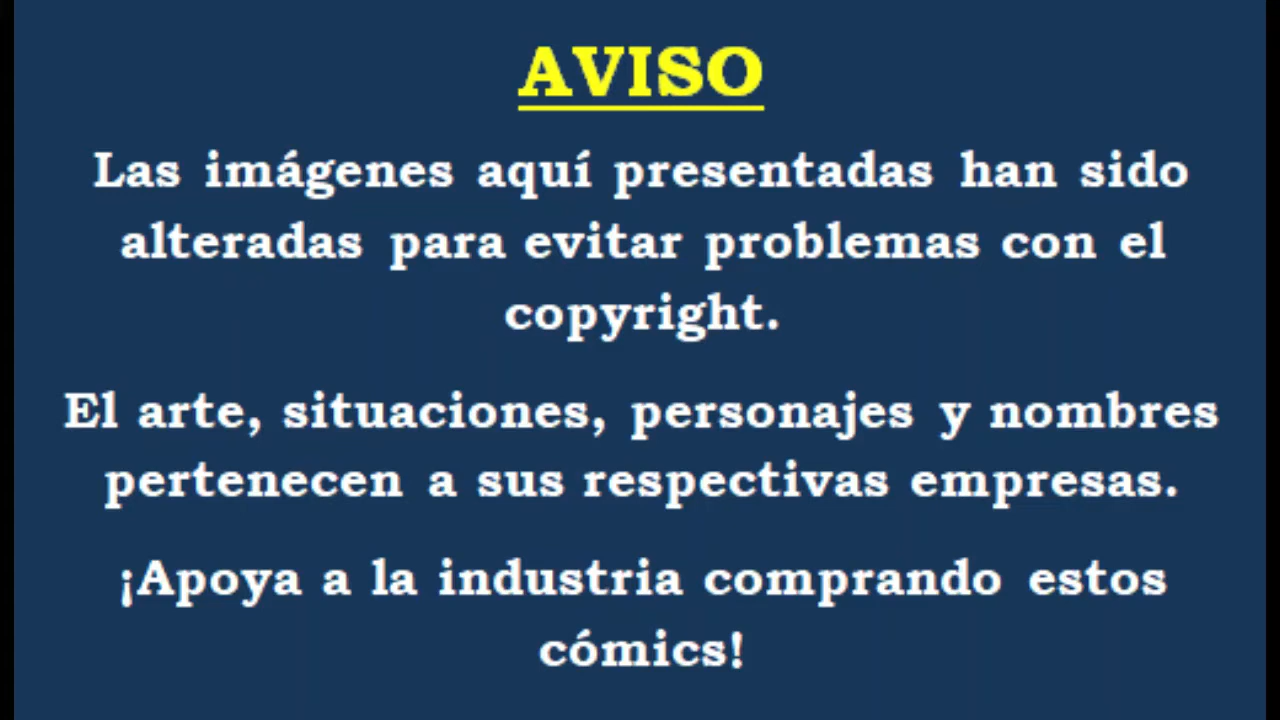 AVISO
Las imágenes aquí presentadas han sido
alteradas para evitar problemas con el
copyright.
El arte, situaciones, personajes y nombres
pertenecen a sus respectivas empresas.
¡Apoya a la industria comprando estos
cómics!